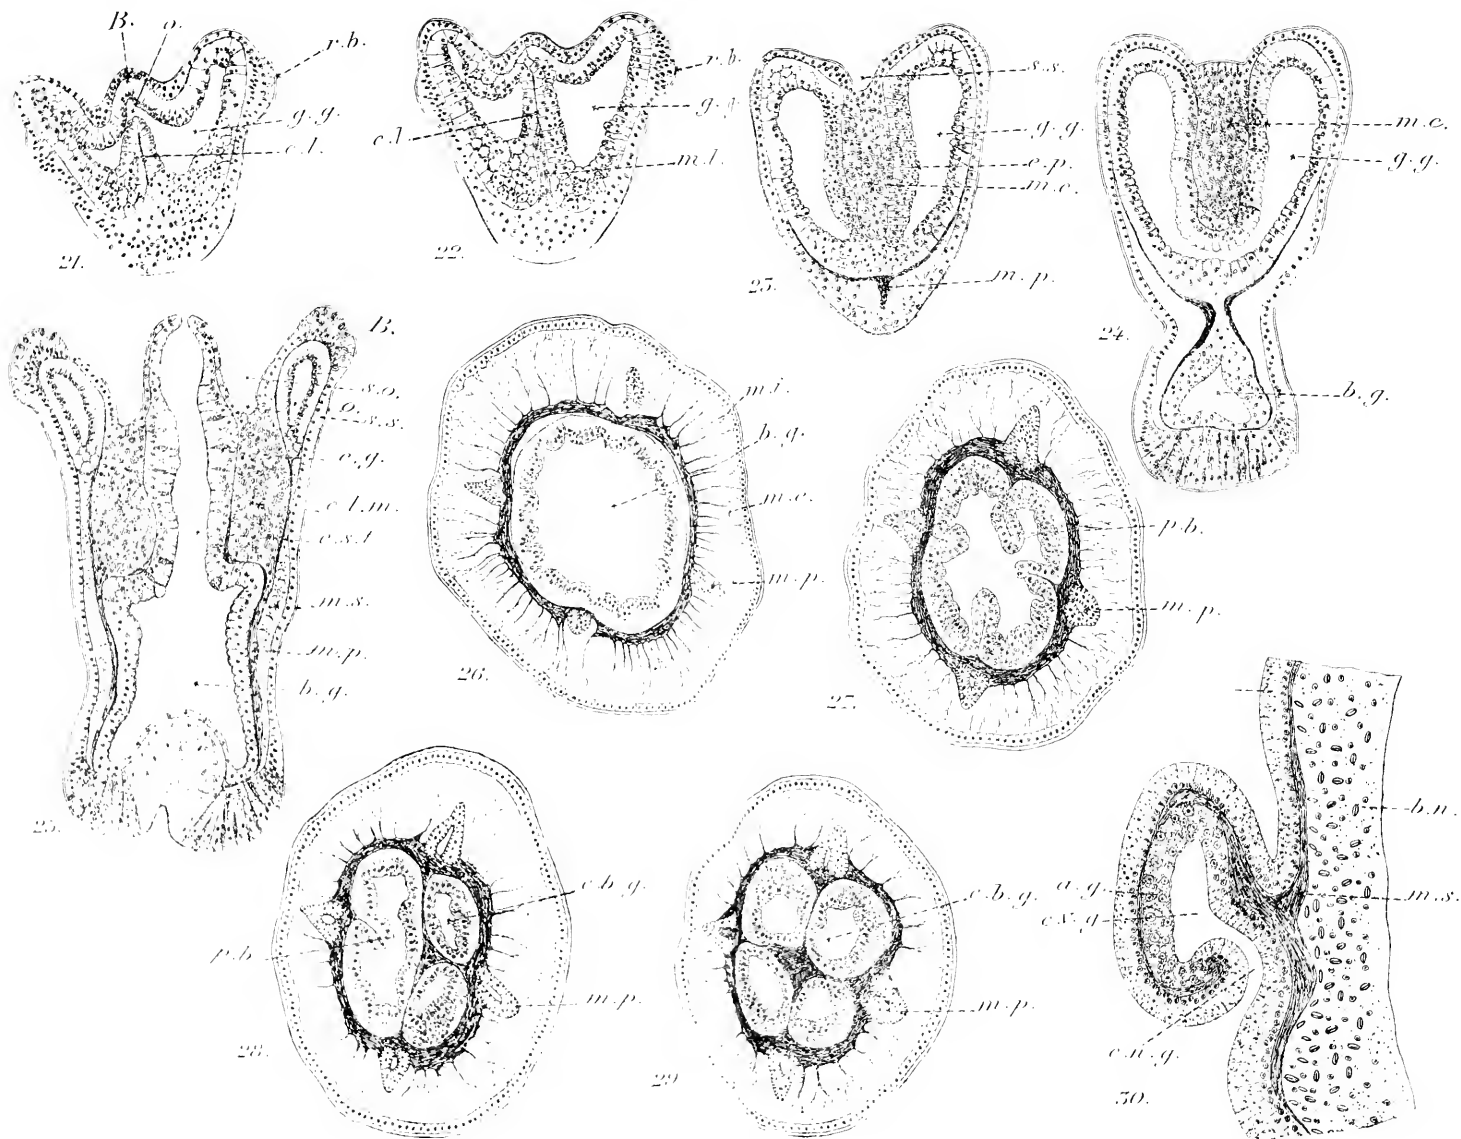 B.
o.
r.b.
g.g.
c.l.
21.
r.b.
c.l.
m.l.
22.
s.s.
g.g.
e.p.
m.c.
m.p.
23.
m.c.
g.g.
b.g.
24.
B.
s.o.
o.
s.s.
e.g.
c.l.m.
c.s.t
m.s.
m.p.
b.g.
25.
m.i.
b.g.
m.c.
m.p.
26.
p.b.
m.p.
27.
c.b.g.
p.b
m.p.
28.
c.b.g.
m.p.
29
b.n.
a.g.
m.s.
c.n.g.
30.